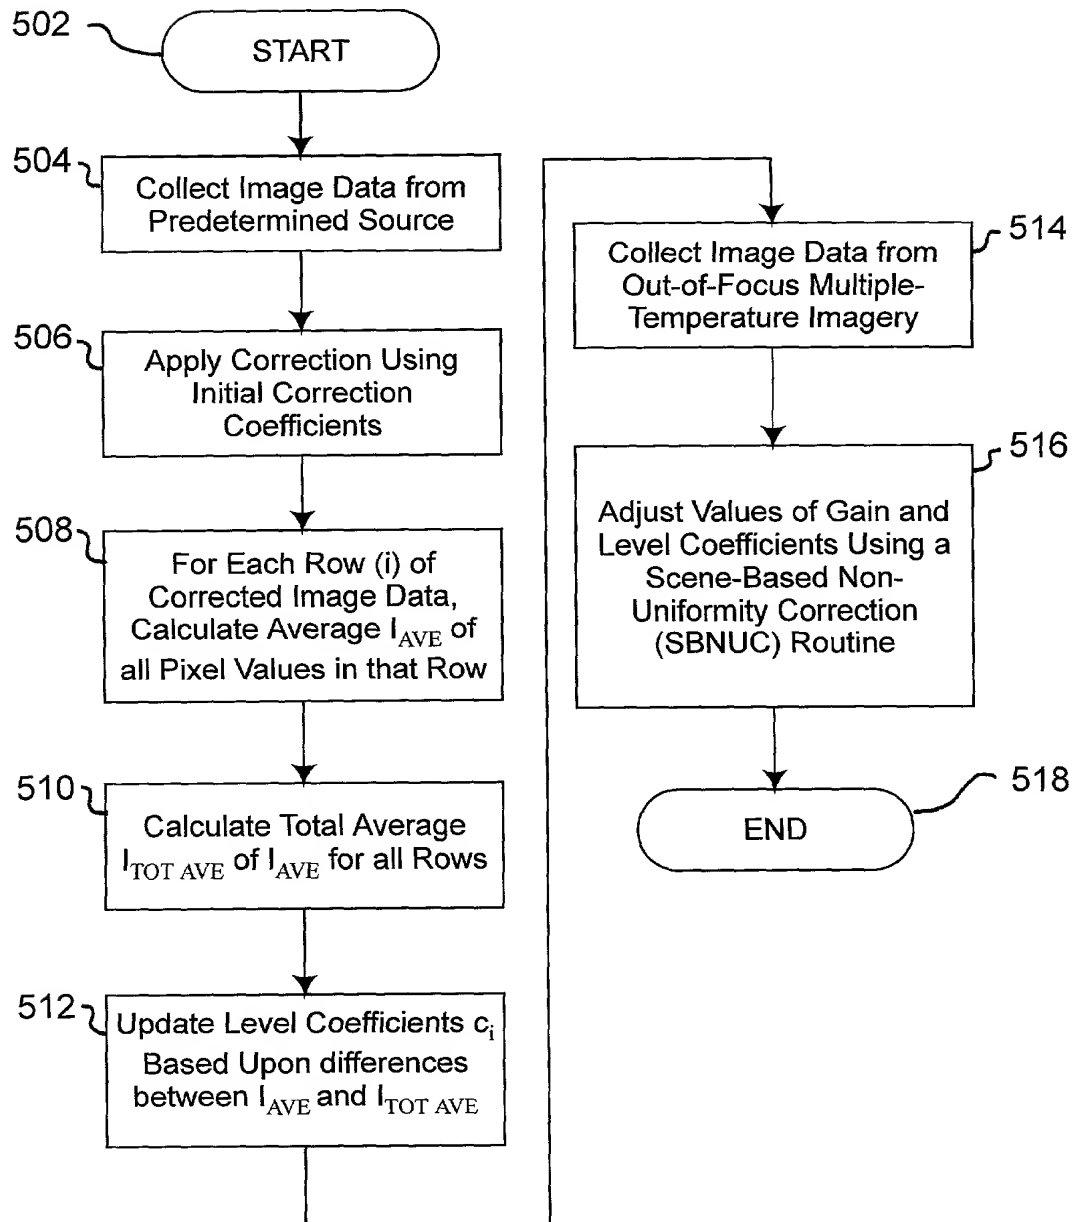 502
START
504
Collect Image Data from
Predetermined Source
506
Apply Correction Using
Initial Correction
Coefficients
508
For Each Row (i) of
Corrected Image Data,
Calculate Average I_AVE of
all Pixel Values in that Row
510
Calculate Total Average
I_TOT AVE of I_AVE for all Rows
512
Update Level Coefficients c_i
Based Upon differences
between I_AVE and I_TOT AVE
514
Collect Image Data from
Out-of-Focus Multiple-
Temperature Imagery
516
Adjust Values of Gain and
Level Coefficients Using a
Scene-Based Non-
Uniformity Correction
(SBNUC) Routine
518
END